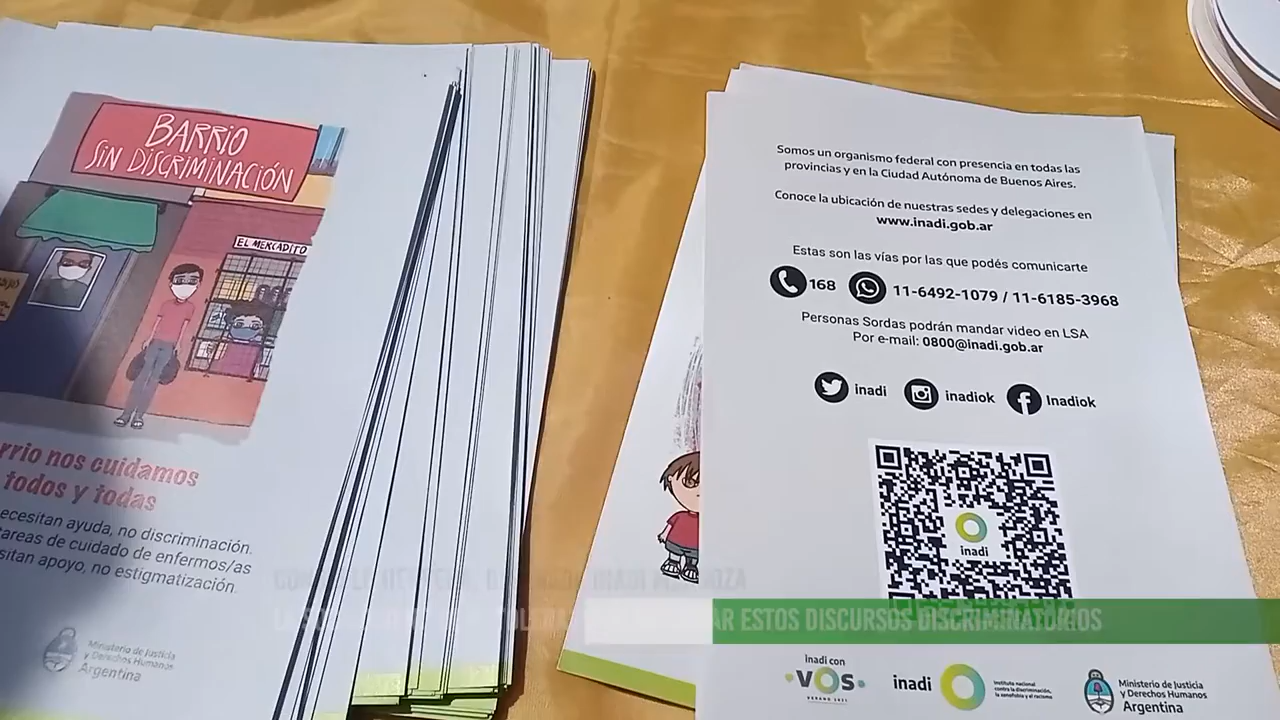 BARRIO
SIN DISCRIMINACIÓN
EL MERCADITO
rrio nos cuidamos
todos y todas
ecesitan ayuda, no discriminación.
tareas de cuidado de enfermos/as
sitan apoyo, no estigmatización.
Ministerio de Justicia
y Derechos Humanos
Argentina
Somos un organismo federal con presencia en todas las
provincias y en la Ciudad Autónoma de Buenos Aires.
Conoce la ubicación de nuestras sedes y delegaciones en
www.inadi.gob.ar
Estas son las vías por las que podés comunicarte
168 11-6492-1079 / 11-6185-3968
Personas Sordas podrán mandar video en LSA
Por e-mail: 0800@inadi.gob.ar
inadi inadiok Inadiok
inadi
AR ESTOS DISCURSOS DISCRIMINATORIOS
inadi con
VOS
VERANO 2021
inadi
instituto nacional
contra la discriminación,
la xenofobia y el racismo
Ministerio de Justicia
y Derechos Humanos
Argentina